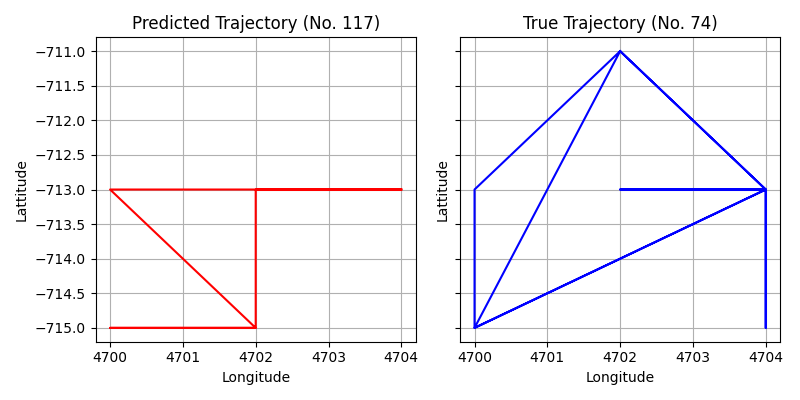 Predicted Trajectory (No. 117)
True Trajectory (No. 74)
Lattitude
−711.0
−711.5
−712.0
−712.5
−713.0
−713.5
−714.0
−714.5
−715.0
4700 4701 4702 4703 4704
Longitude
Lattitude
4700 4701 4702 4703 4704
Longitude